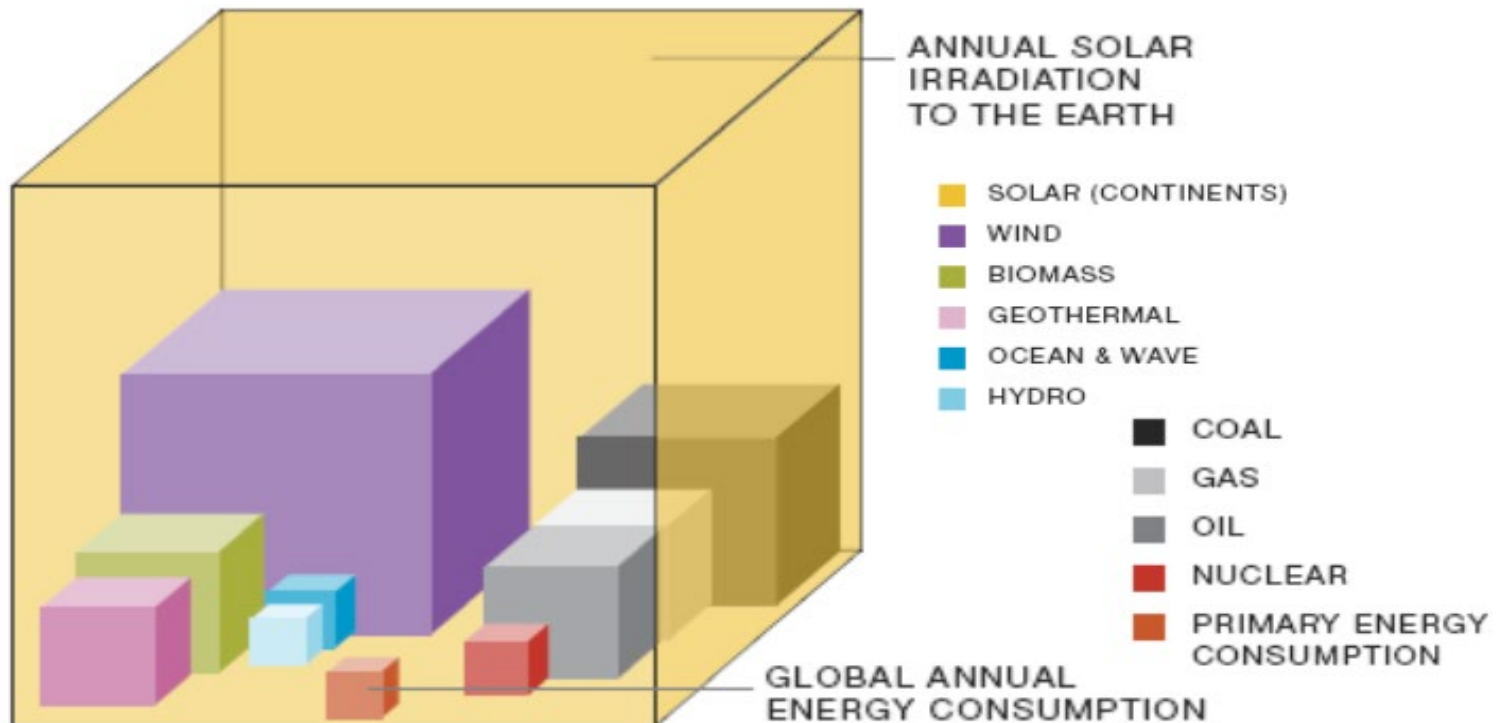 ANNUAL SOLAR
IRRADIATION
TO THE EARTH
SOLAR (CONTINENTS)
WIND
BIOMASS
GEOTHERMAL
OCEAN & WAVE
HYDRO
COAL
GAS
OIL
NUCLEAR
PRIMARY ENERGY
CONSUMPTION
GLOBAL ANNUAL
ENERGY CONSUMPTION